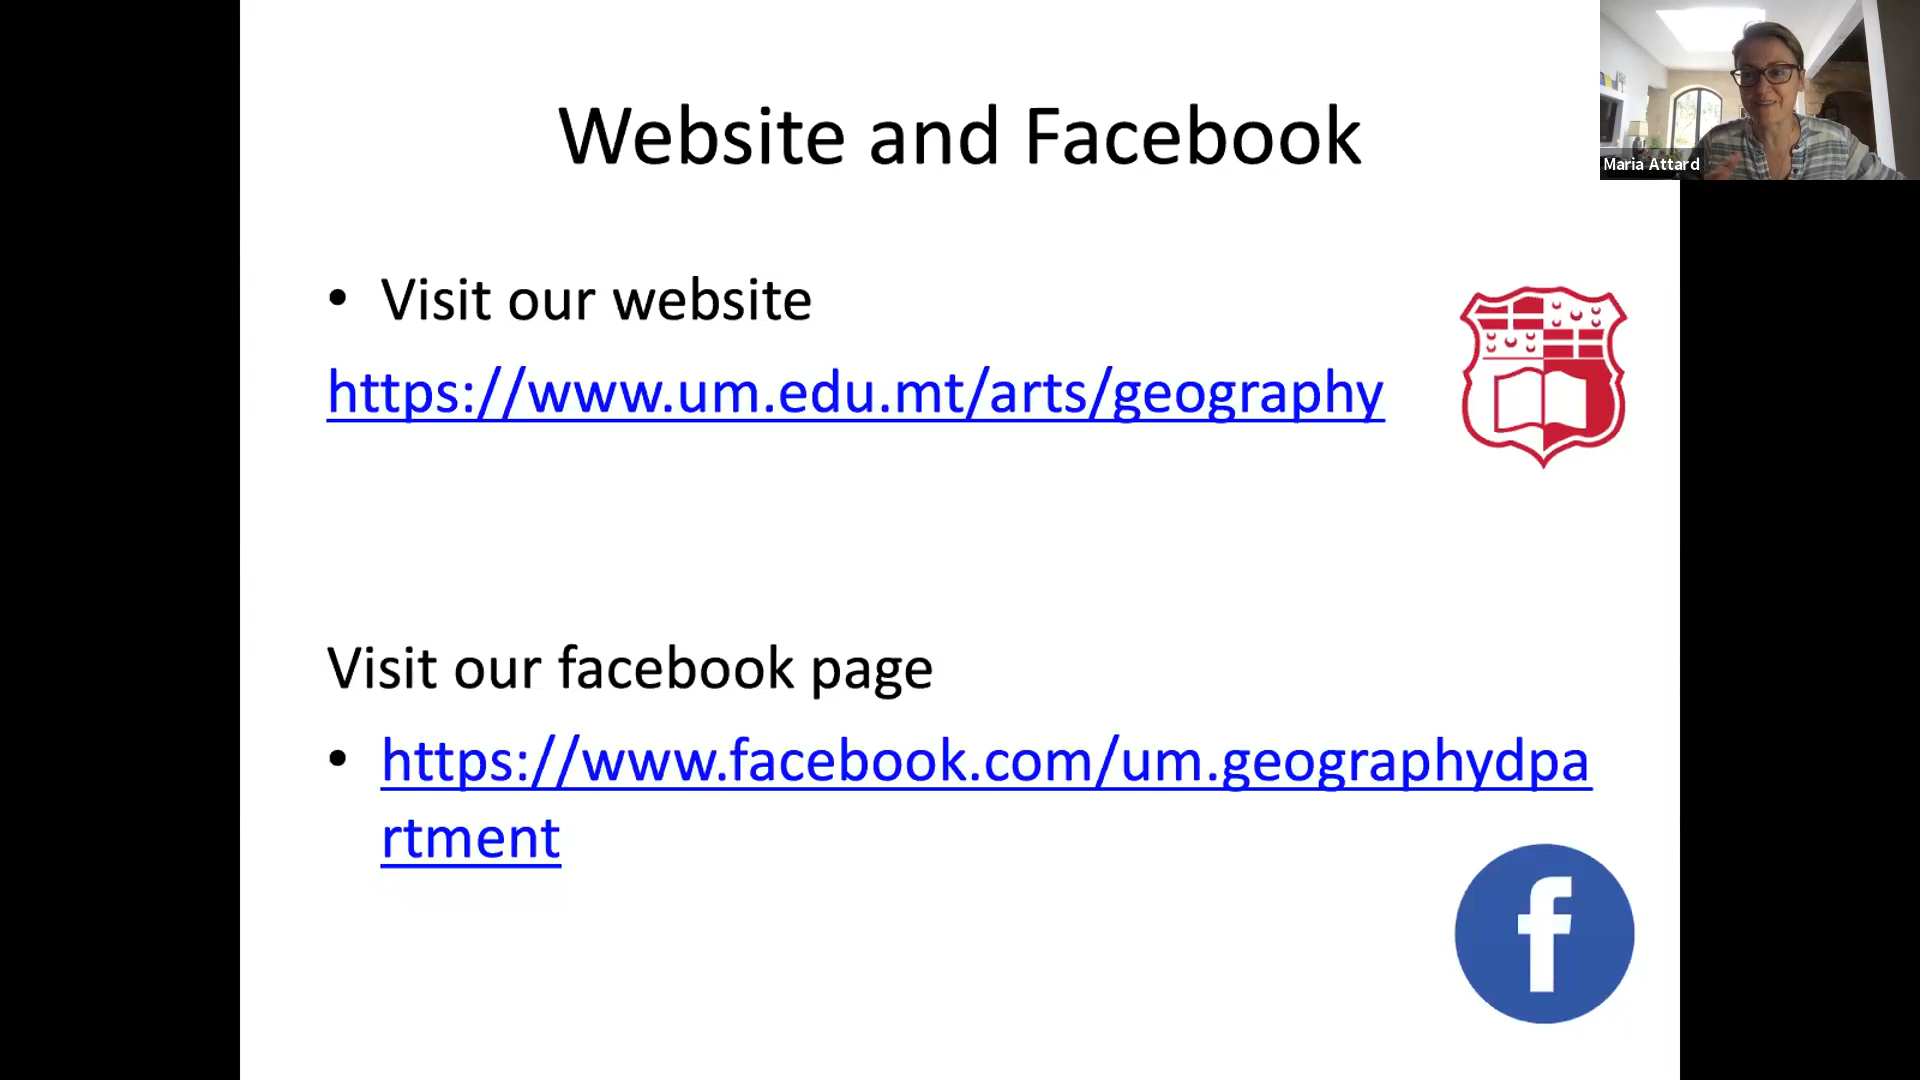 Website and Facebook
Maria Attard
• Visit our website
https://www.um.edu.mt/arts/geography
Visit our facebook page
• https://www.facebook.com/um.geographydpa
rtment
f